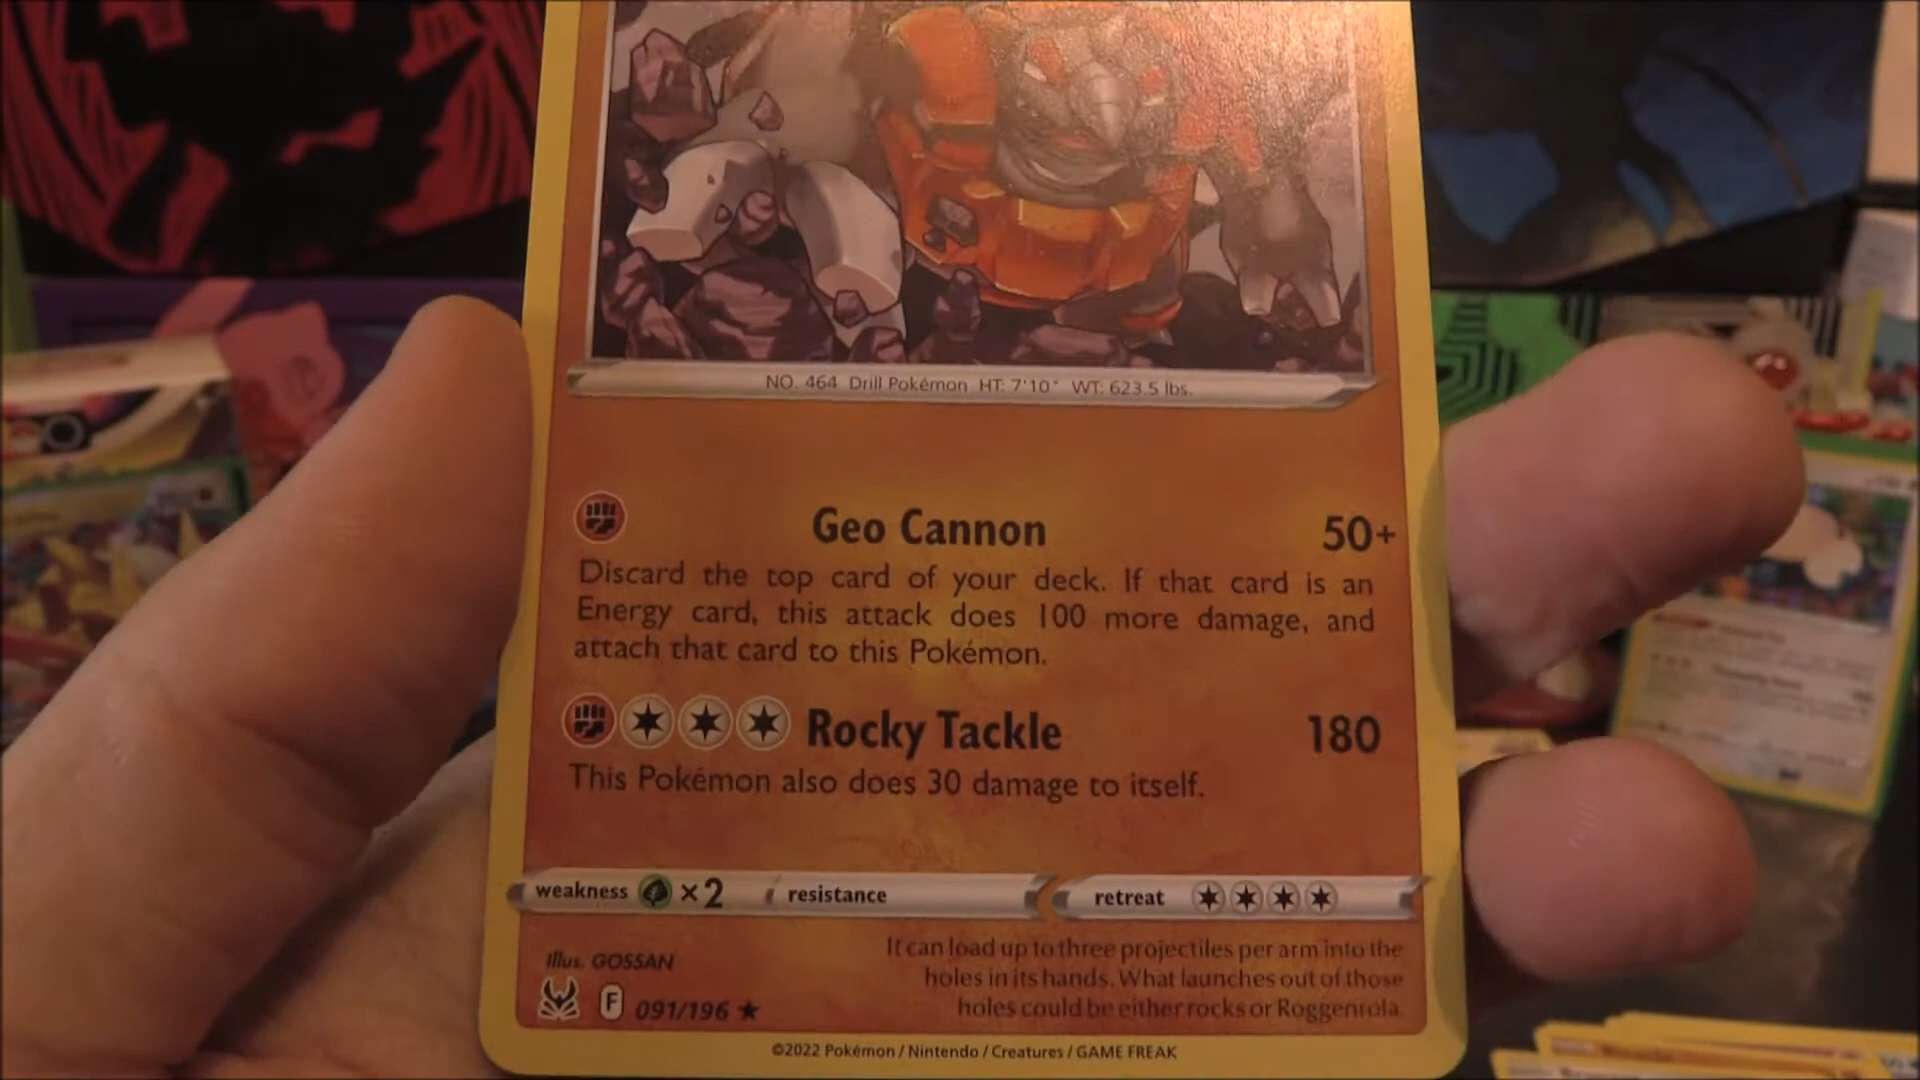 NO. 464 Drill Pokémon HT: 7'10" WT: 623.5 lbs.
Geo Cannon 50+
Discard the top card of your deck. If that card is an
Energy card, this attack does 100 more damage, and
attach that card to this Pokémon.
Rocky Tackle 180
This Pokémon also does 30 damage to itself.
weakness ×2 resistance retreat
Illus. GOSSAN
It can load up to three projectiles per arm into the
holes in its hands. What launches out of those
holes could be either rocks or Roggenrola.
F 091/196 ★
©2022 Pokémon / Nintendo / Creatures / GAME FREAK